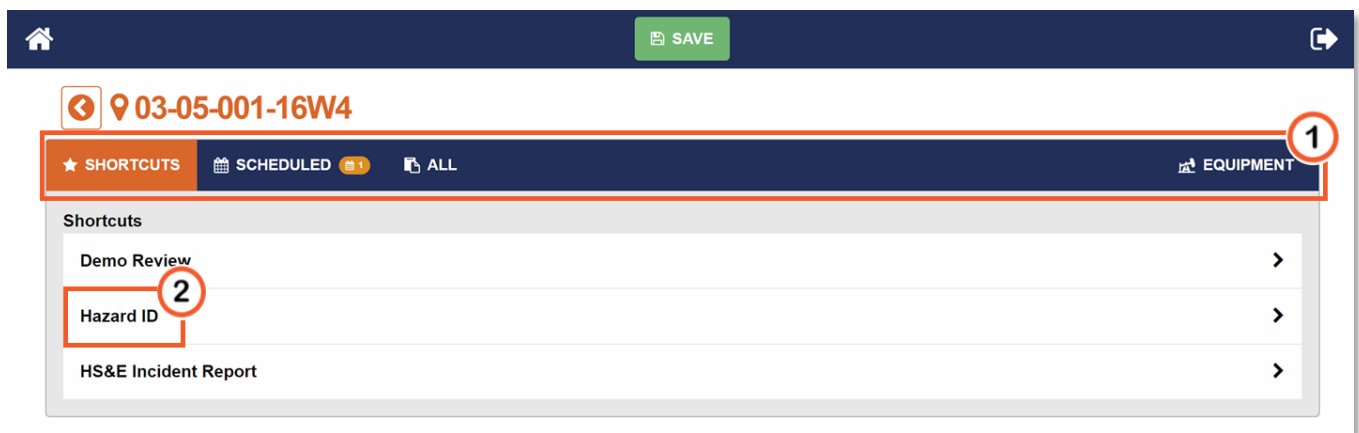 SAVE
03-05-001-16W4
1
SHORTCUTS SCHEDULED 1 ALL EQUIPMENT
Shortcuts
Demo Review
2
Hazard ID
HS&E Incident Report